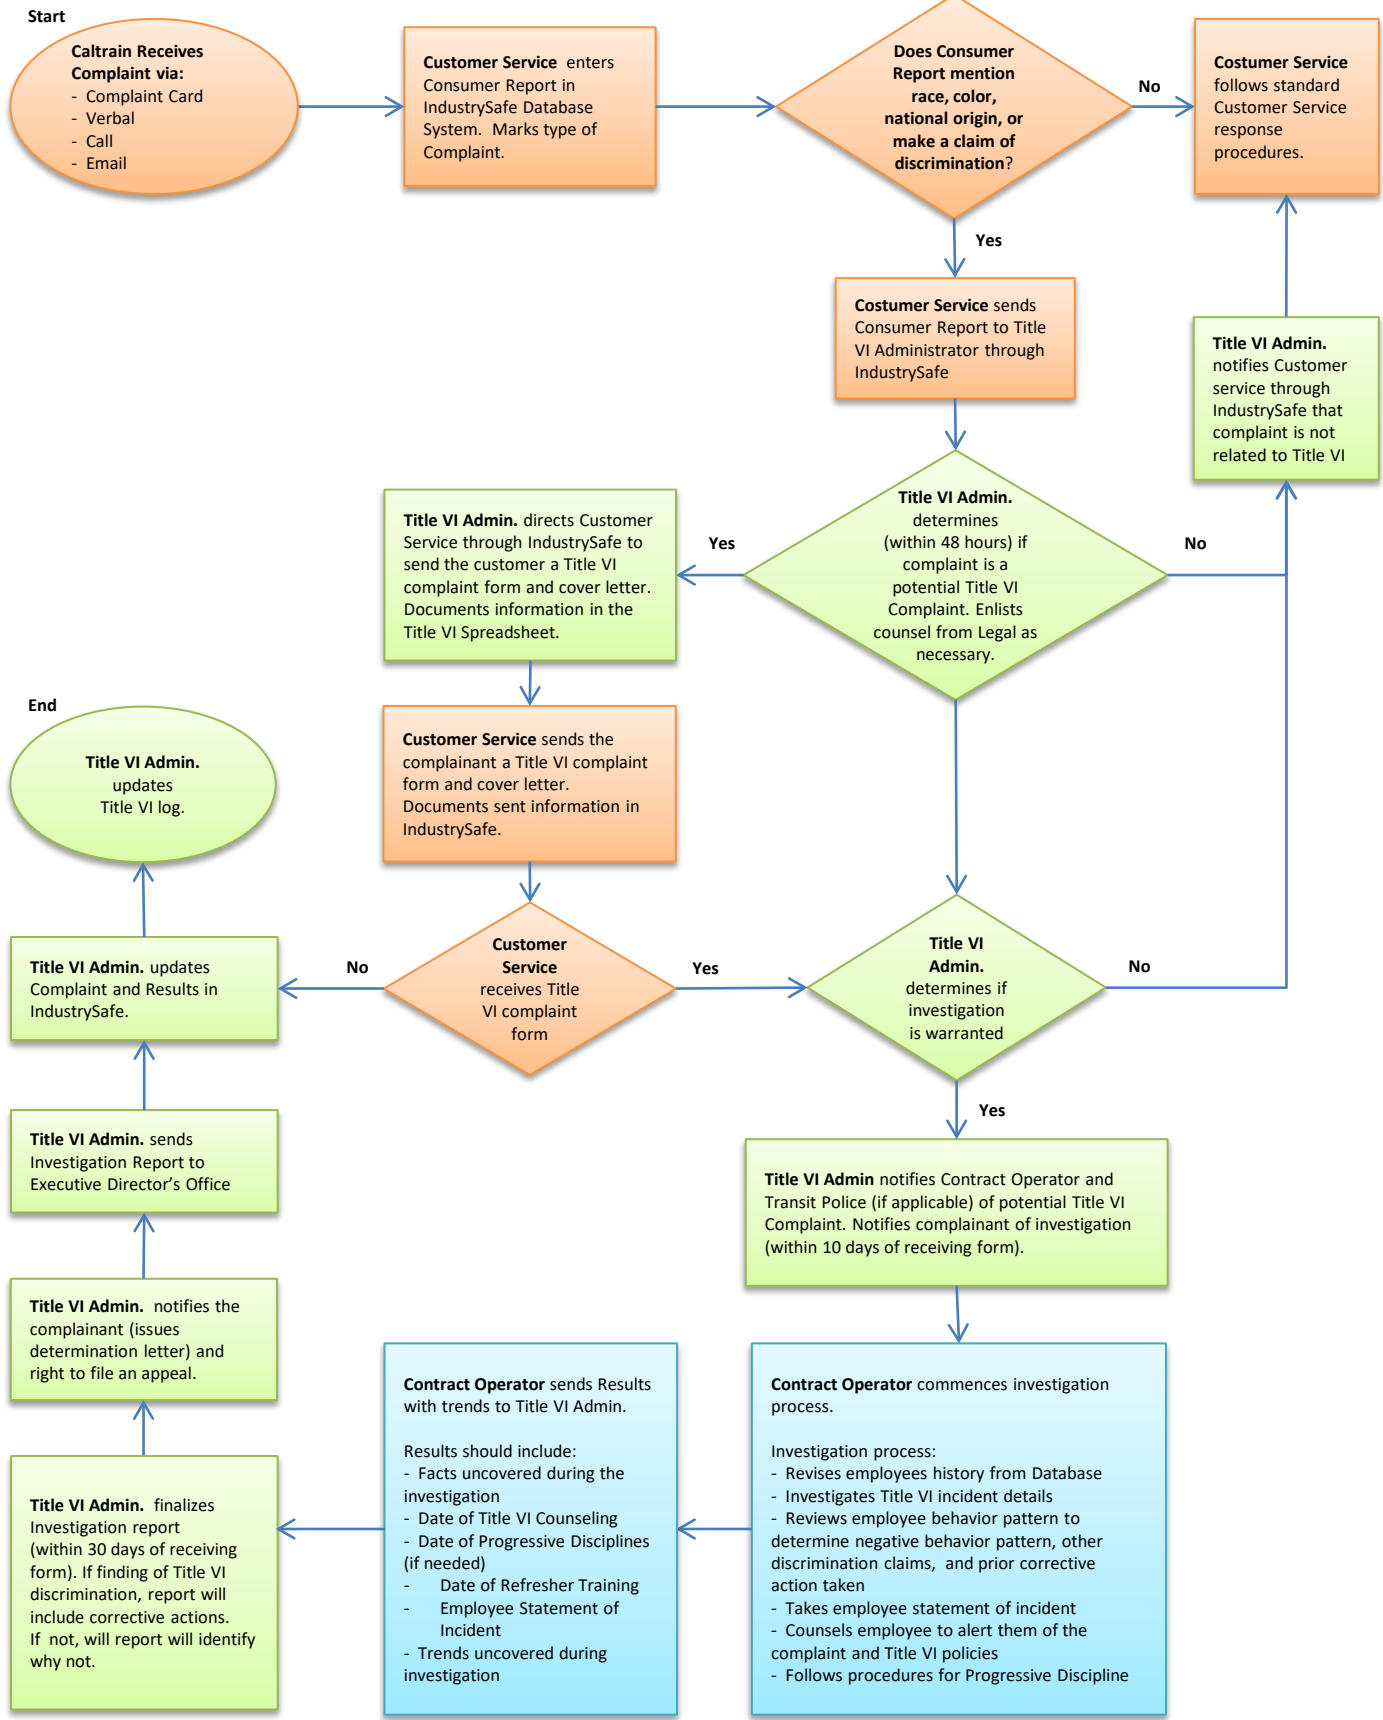 Start
Caltrain Receives
Complaint via:
- Complaint Card
- Verbal
- Call
- Email
Customer Service enters
Consumer Report in
IndustrySafe Database
System. Marks type of
Complaint.
Does Consumer
Report mention
race, color,
national origin, or
make a claim of
discrimination?
No
Costumer Service
follows standard
Customer Service
response
procedures.
Yes
Costumer Service sends
Consumer Report to Title
VI Administrator through
IndustrySafe
Title VI Admin.
notifies Customer
service through
IndustrySafe that
complaint is not
related to Title VI
Title VI Admin.
determines
(within 48 hours) if
complaint is a
potential Title VI
Complaint. Enlists
counsel from Legal as
necessary.
Yes
No
Title VI Admin. directs Customer
Service through IndustrySafe to
send the customer a Title VI
complaint form and cover letter.
Documents information in the
Title VI Spreadsheet.
Customer Service sends the
complainant a Title VI complaint
form and cover letter.
Documents sent information in
IndustrySafe.
End
Title VI Admin.
updates
Title VI log.
Customer
Service
receives Title
VI complaint
form
No
Yes
Title VI
Admin.
determines if
investigation
is warranted
No
Yes
Title VI Admin. updates
Complaint and Results in
IndustrySafe.
Title VI Admin. sends
Investigation Report to
Executive Director's Office
Title VI Admin notifies Contract Operator and
Transit Police (if applicable) of potential Title VI
Complaint. Notifies complainant of investigation
(within 10 days of receiving form).
Title VI Admin. notifies the
complainant (issues
determination letter) and
right to file an appeal.
Contract Operator sends Results
with trends to Title VI Admin.
Results should include:
- Facts uncovered during the
investigation
- Date of Title VI Counseling
- Date of Progressive Disciplines
(if needed)
- Date of Refresher Training
- Employee Statement of
Incident
- Trends uncovered during
investigation
Contract Operator commences investigation
process.
Investigation process:
- Revises employees history from Database
- Investigates Title VI incident details
- Reviews employee behavior pattern to
determine negative behavior pattern, other
discrimination claims, and prior corrective
action taken
- Takes employee statement of incident
- Counsels employee to alert them of the
complaint and Title VI policies
- Follows procedures for Progressive Discipline
Title VI Admin. finalizes
Investigation report
(within 30 days of receiving
form). If finding of Title VI
discrimination, report will
include corrective actions.
If not, will report will identify
why not.